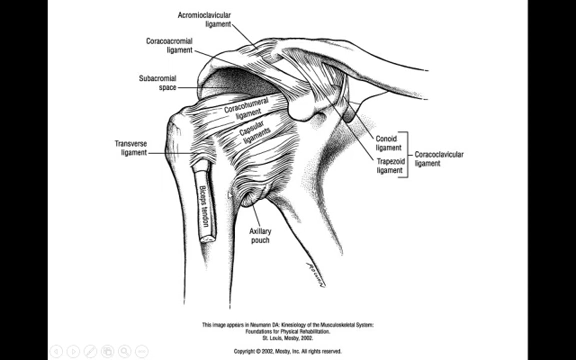 Acromioclavicular
ligament
Coracoacromial
ligament
Subacromial
space
Coracohumeral
ligament
Capsular
ligaments
Transverse
ligament
Conoid
ligament
Trapezoid
ligament
Coracoclavicular
ligament
Biceps tendon
Axillary
pouch
This image appears in Neumann DA: Kinesiology of the Musculoskeletal System:
Foundations for Physical Rehabilitation.
St. Louis, Mosby, 2002.
Copyright © 2002, Mosby, Inc. All rights reserved.